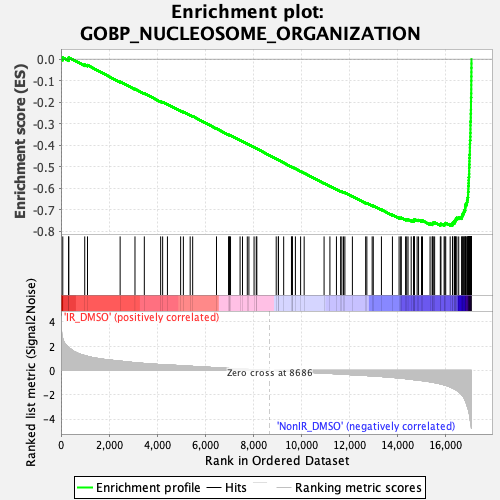 Enrichment plot:
GOBP_NUCLEOSOME_ORGANIZATION
Enrichment score (ES)
0.0
-0.1
-0.2
-0.3
-0.4
-0.5
-0.6
-0.7
-0.8
Ranked list metric (Signal2Noise)
'IR_DMSO' (positively correlated)
4
2
0
-2
-4
Zero cross at 8686
'NonIR_DMSO' (negatively correlated)
0 2,000 4,000 6,000 8,000 10,000 12,000 14,000 16,000
Rank in Ordered Dataset
Enrichment profile Hits Ranking metric scores